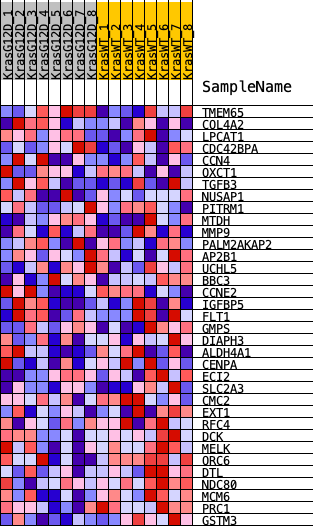 KrasG12D_1
KrasG12D_2
KrasG12D_3
KrasG12D_4
KrasG12D_5
KrasG12D_6
KrasG12D_7
KrasG12D_8
KrasWT_1
KrasWT_2
KrasWT_3
KrasWT_4
KrasWT_5
KrasWT_6
KrasWT_7
KrasWT_8
SampleName
TMEM65
COL4A2
LPCAT1
CDC42BPA
CCN4
OXCT1
TGFB3
NUSAP1
PITRM1
MTDH
MMP9
PALM2AKAP2
AP2B1
UCHL5
BBC3
CCNE2
IGFBP5
FLT1
GMPS
DIAPH3
ALDH4A1
CENPA
ECI2
SLC2A3
CMC2
EXT1
RFC4
DCK
MELK
ORC6
DTL
NDC80
MCM6
PRC1
GSTM3